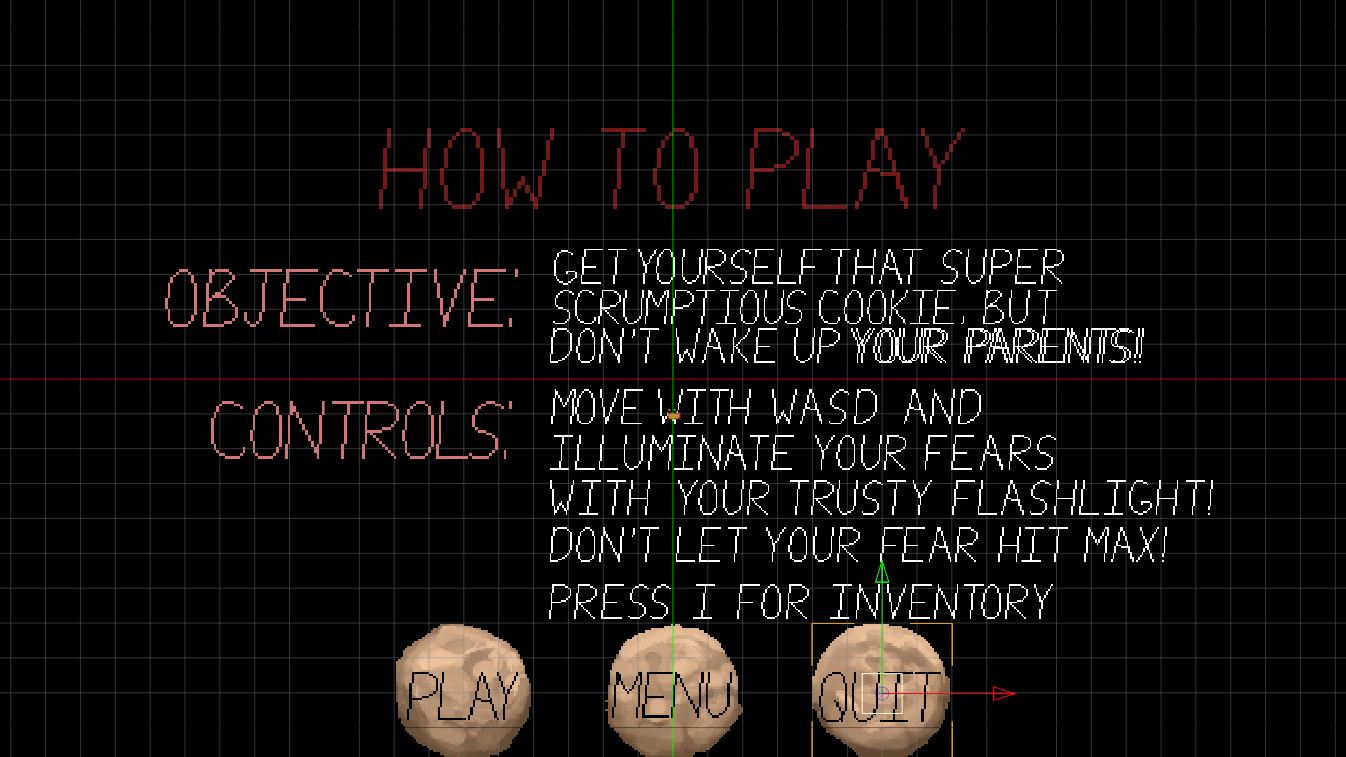 HOW TO PLAY
OBJECTIVE:
GET YOURSELF THAT SUPER
SCRUMPTIOUS COOKIE, BUT
DON'T WAKE UP YOUR PARENTS!!
CONTROLS:
MOVE WITH WASD AND
ILLUMINATE YOUR FEARS
WITH YOUR TRUSTY FLASHLIGHT!
DON'T LET YOUR FEAR HIT MAX!
PRESS I FOR INVENTORY
PLAY
MENU
QUIT